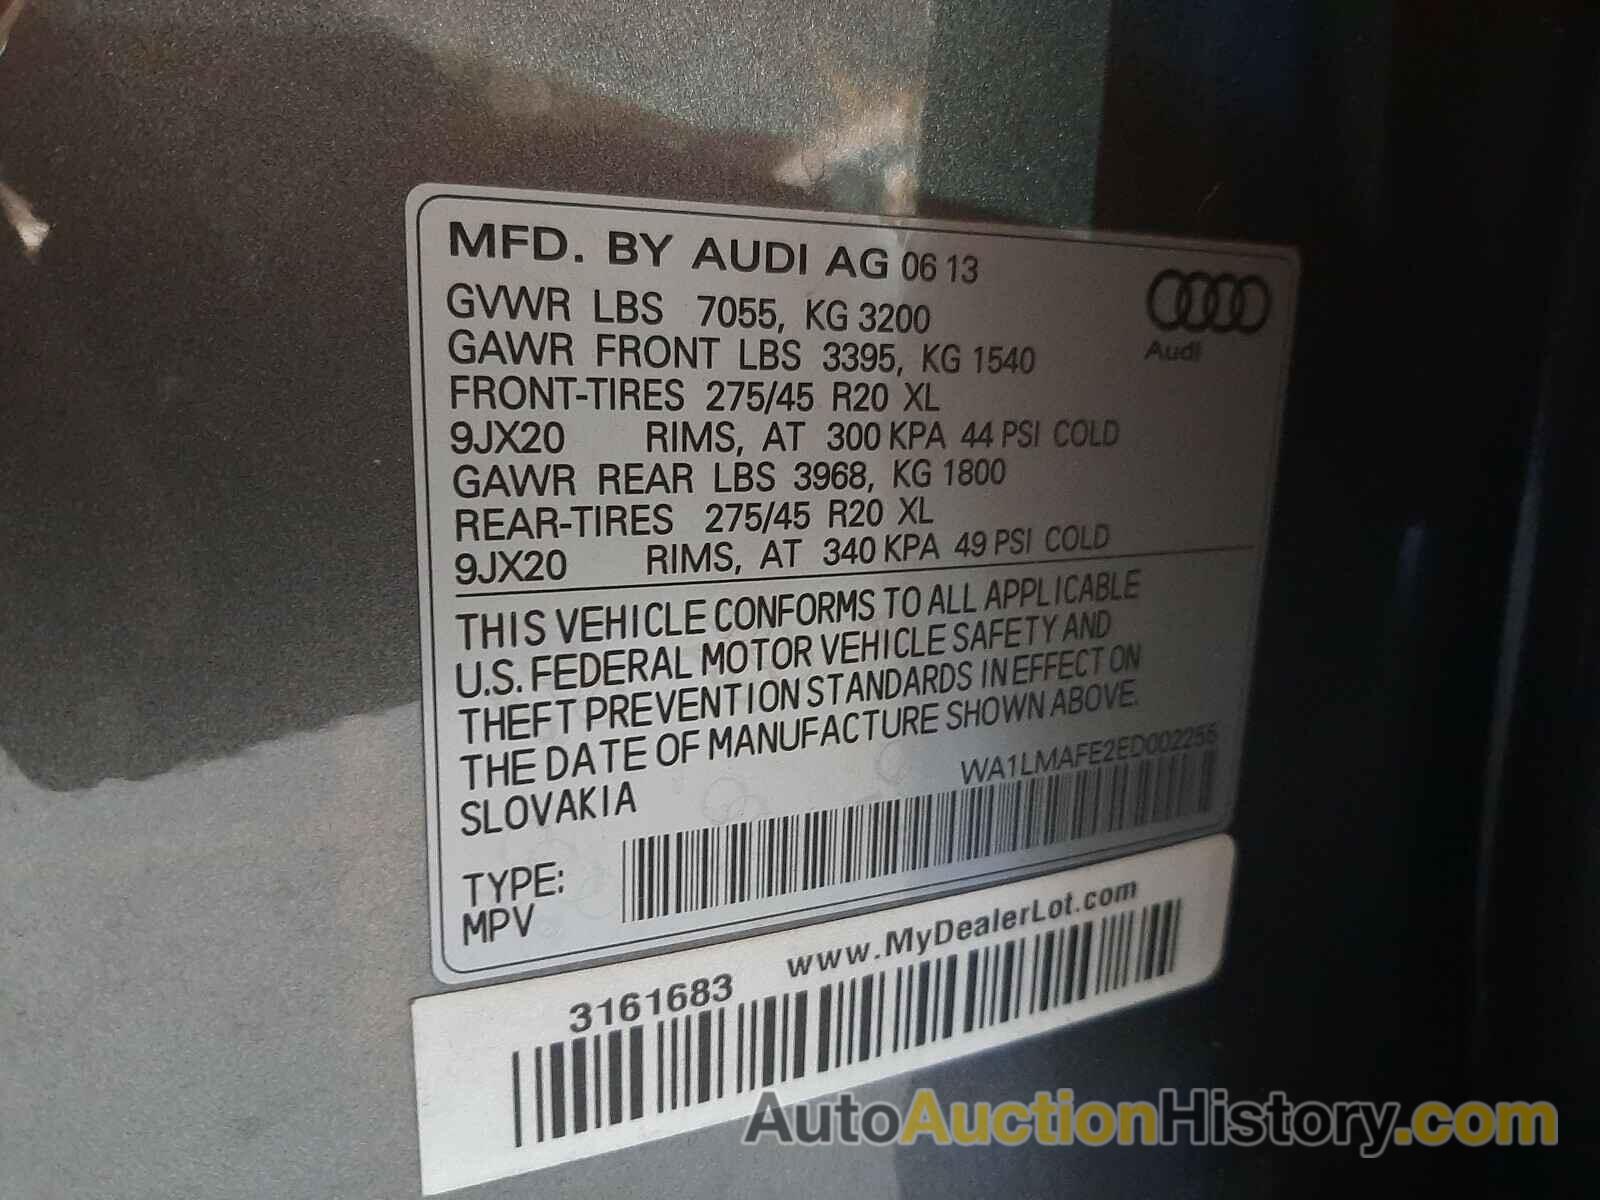 MFD. BY AUDI AG 06 13
GVWR LBS 7055, KG 3200
GAWR FRONT LBS 3395, KG 1540
FRONT-TIRES 275/45 R20 XL
9JX20 RIMS, AT 300 KPA 44 PSI COLD
GAWR REAR LBS 3968, KG 1800
REAR-TIRES 275/45 R20 XL
9JX20 RIMS, AT 340 KPA 49 PSI COLD
Audi
THIS VEHICLE CONFORMS TO ALL APPLICABLE
U.S. FEDERAL MOTOR VEHICLE SAFETY AND
THEFT PREVENTION STANDARDS IN EFFECT ON
THE DATE OF MANUFACTURE SHOWN ABOVE.
SLOVAKIA WA1LMAFE2ED002255
TYPE:
MPV
3161683 www.MyDealerLot.com
AutoAuctionHistory.com